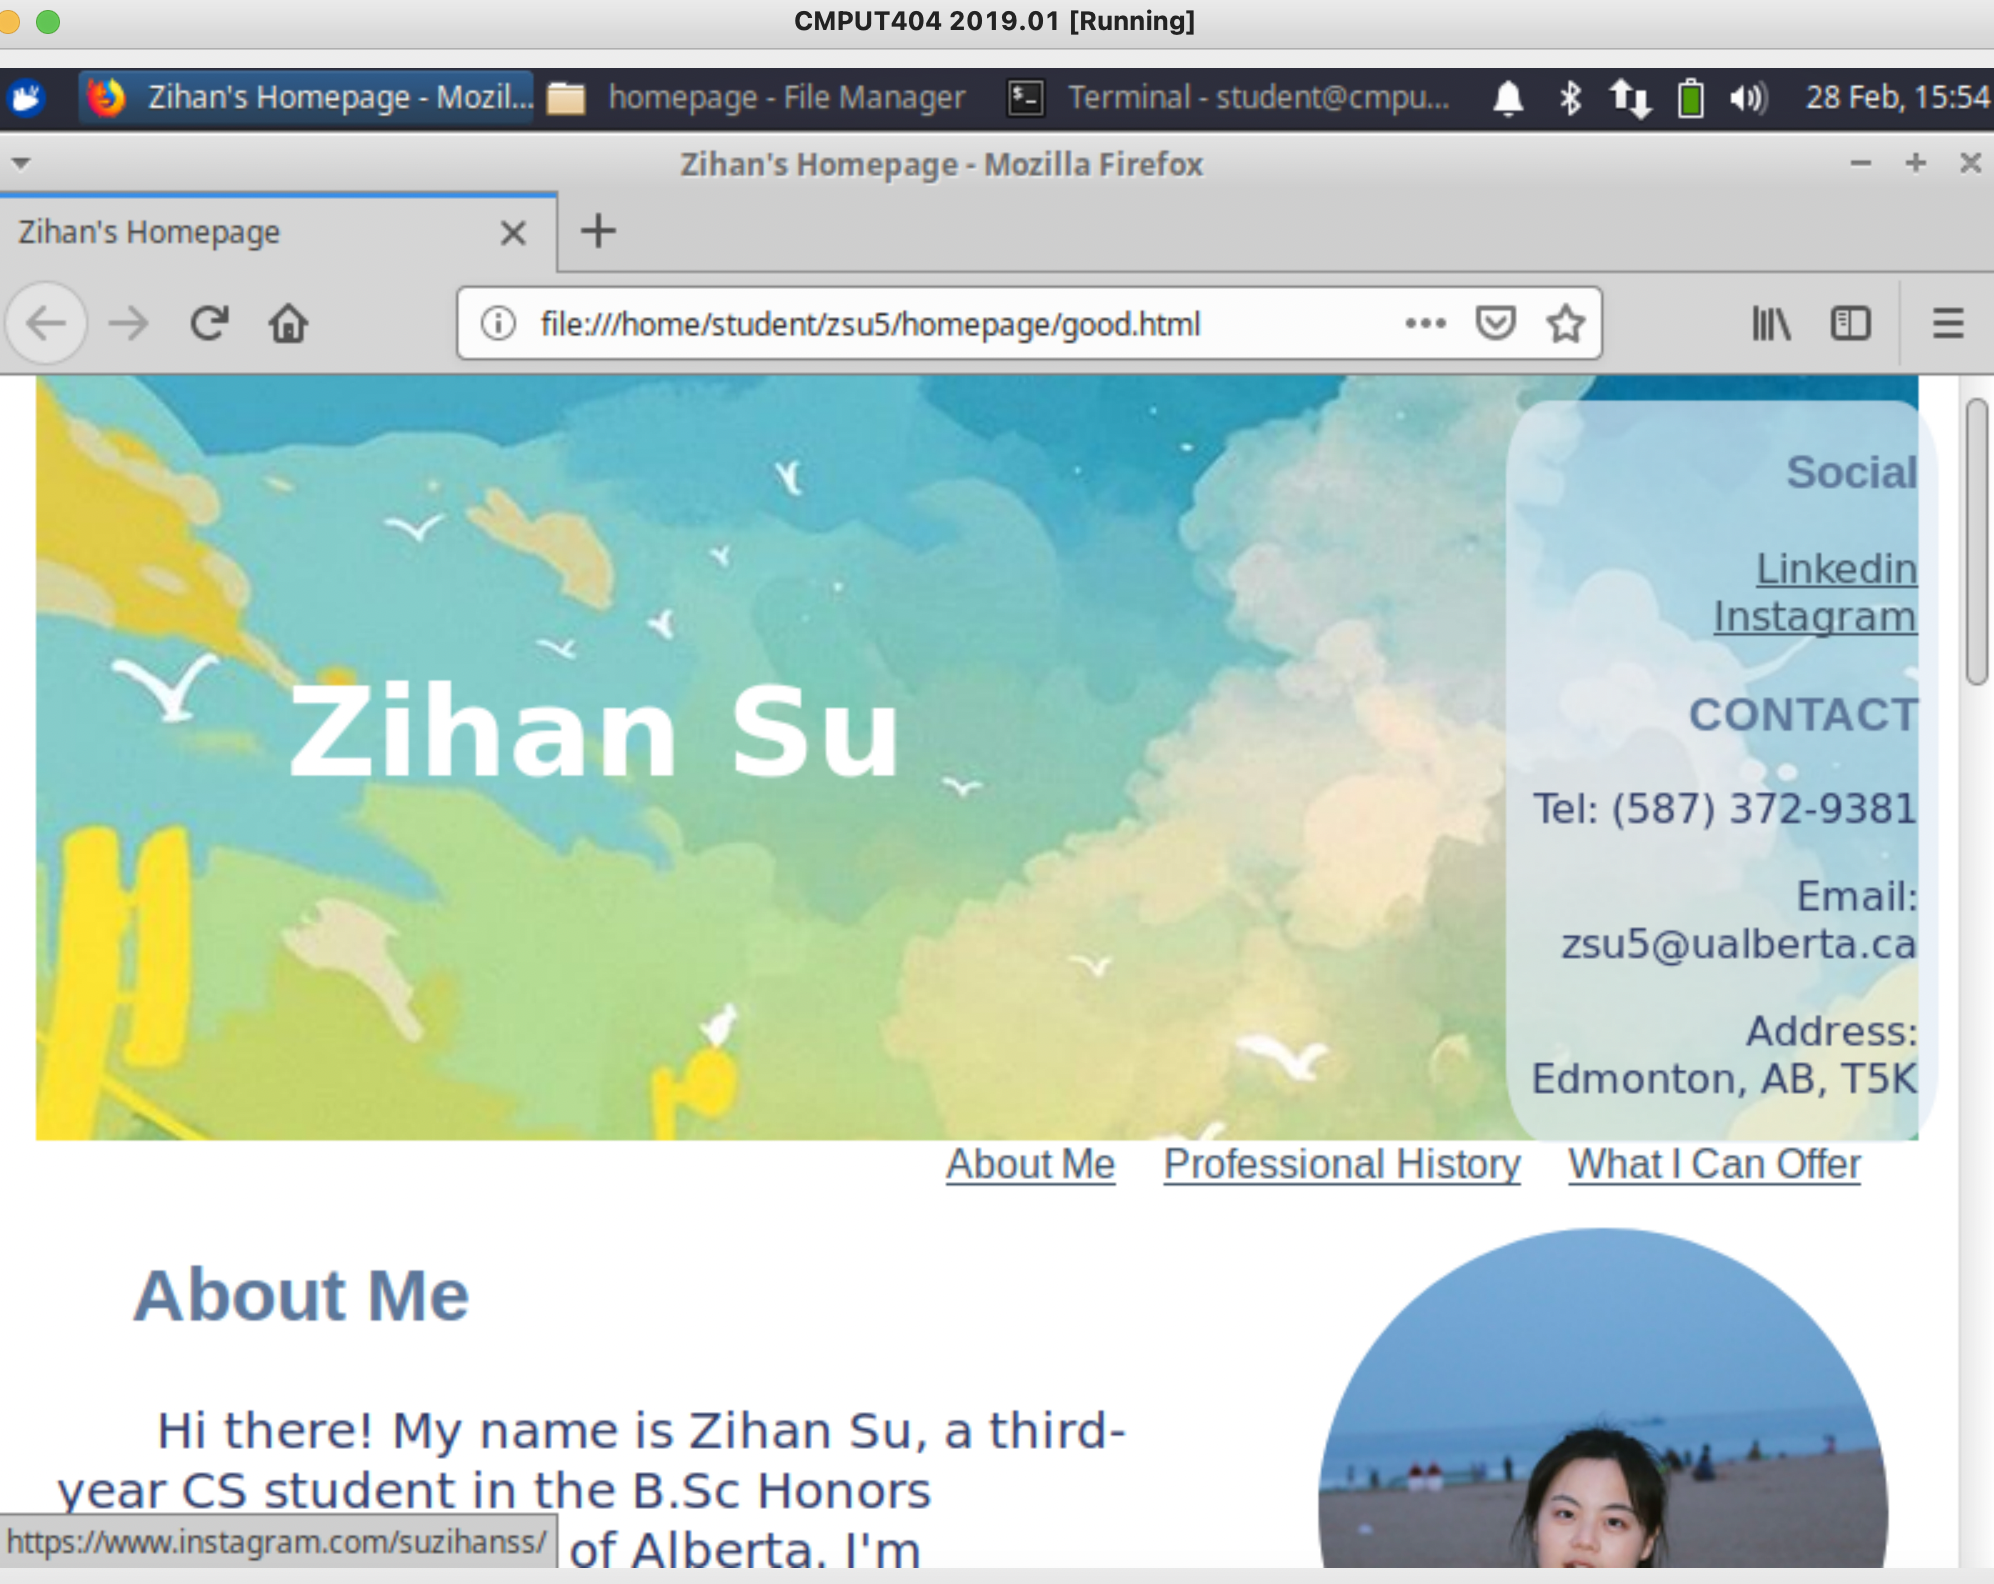 CMPUT404 2019.01 [Running]
Zihan's Homepage - Mozil...
homepage - File Manager
Terminal - student@cmpu...
28 Feb, 15:54
Zihan's Homepage - Mozilla Firefox
Zihan's Homepage
file:///home/student/zsu5/homepage/good.html
Social
Linkedin
Instagram
Zihan Su
CONTACT
Tel: (587) 372-9381
Email:
zsu5@ualberta.ca
Address:
Edmonton, AB, T5K
About Me Professional History What I Can Offer
About Me
Hi there! My name is Zihan Su, a third-
year CS student in the B.Sc Honors
of Alberta. I'm
https://www.instagram.com/suzihanss/